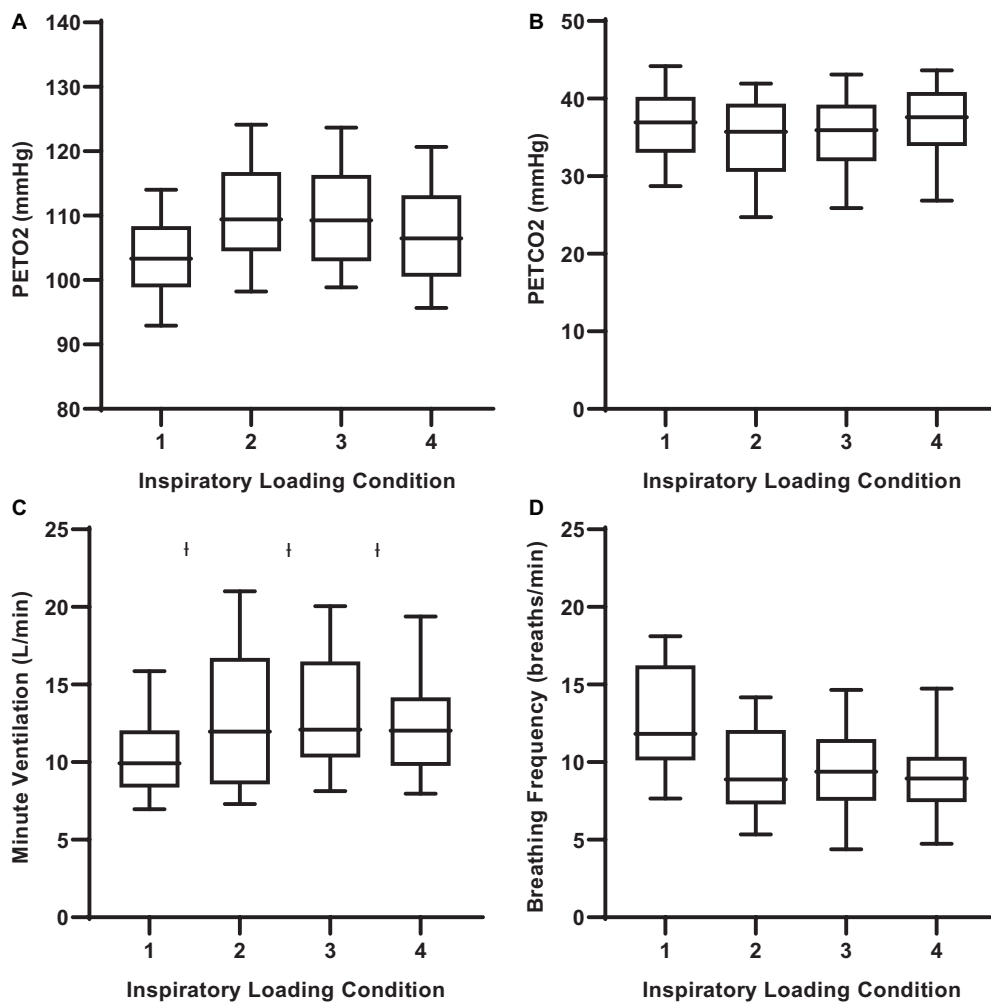 A
PETO2 (mmHg)
140
130
120
110
100
90
80
1 2 3 4
Inspiratory Loading Condition
B
PETCO2 (mmHg)
50
40
30
20
10
0
1 2 3 4
Inspiratory Loading Condition
C
Minute Ventilation (L/min)
25
20
15
10
5
0
ƚ ƚ ƚ
1 2 3 4
Inspiratory Loading Condition
D
Breathing Frequency (breaths/min)
25
20
15
10
5
0
1 2 3 4
Inspiratory Loading Condition